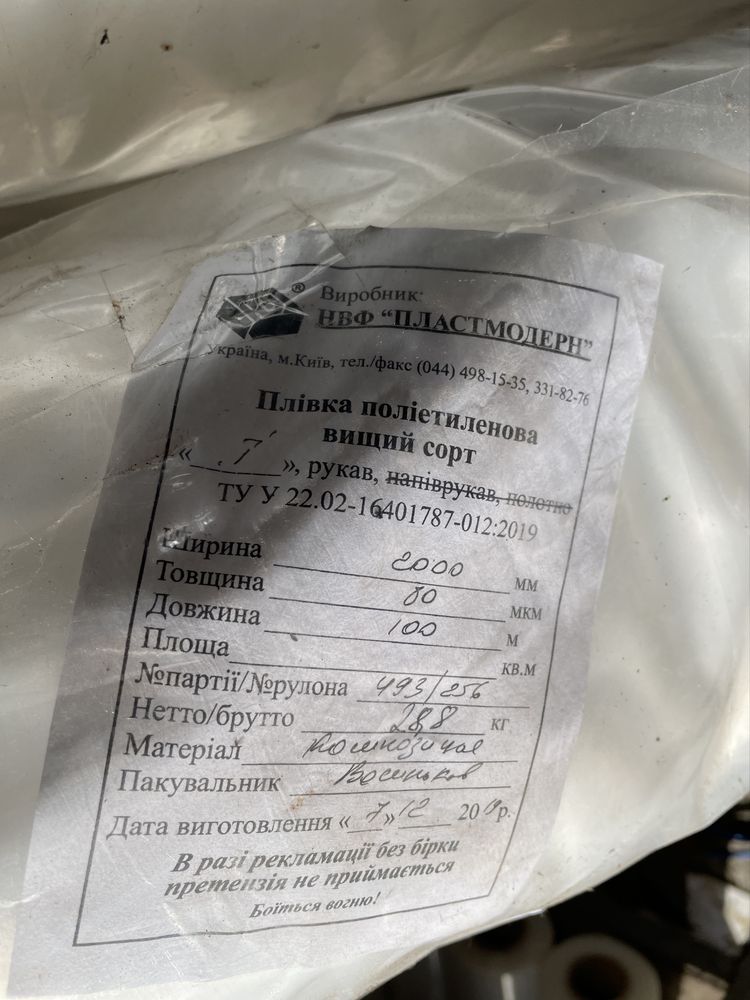 Виробник:
НВФ “ПЛАСТМОДЕРН”
Україна, м.Київ, тел./факс (044) 498-15-35, 331-82-76
Плівка поліетиленова
вищий сорт
« Т », рукав, напіврукав, полотно
ТУ У 22.02-16401787-012:2019
Ширина 2000 мм
Товщина 80 мкм
Довжина 100 м
Площа кв.м
№партії/№рулона 493/256
Нетто/брутто 28,8 кг
Матеріал
Пакувальник
Дата виготовлення « 7 » 12 2019р.
В разі рекламації без бірки
претензія не приймається
Боїться вогню!